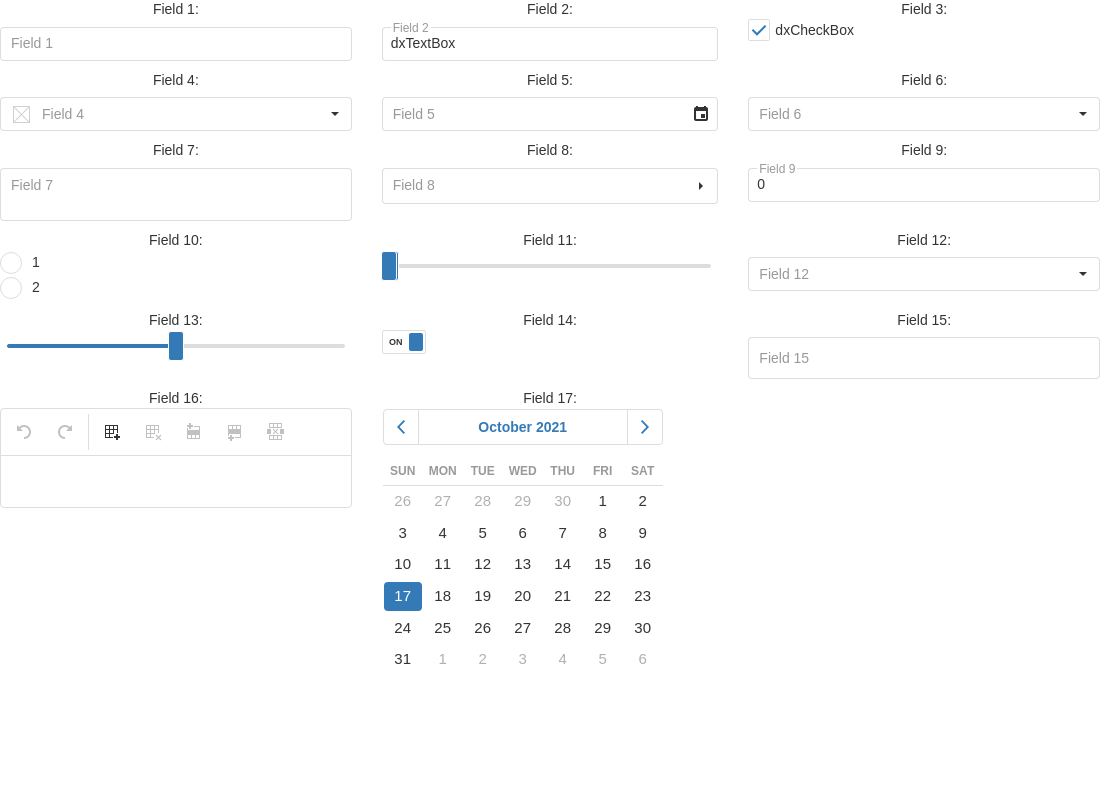 Field 1:
Field 2:
Field 3:
Field 1
Field 2
dxTextBox
dxCheckBox
Field 4:
Field 5:
Field 6:
Field 4
Field 5
Field 6
Field 7:
Field 8:
Field 9:
Field 7
Field 8
Field 9
0
Field 10:
Field 11:
Field 12:
1
2
Field 12
Field 13:
Field 14:
Field 15:
ON
Field 15
Field 16:
Field 17:
October 2021
SUN MON TUE WED THU FRI SAT
26 27 28 29 30 1 2
3 4 5 6 7 8 9
10 11 12 13 14 15 16
17 18 19 20 21 22 23
24 25 26 27 28 29 30
31 1 2 3 4 5 6